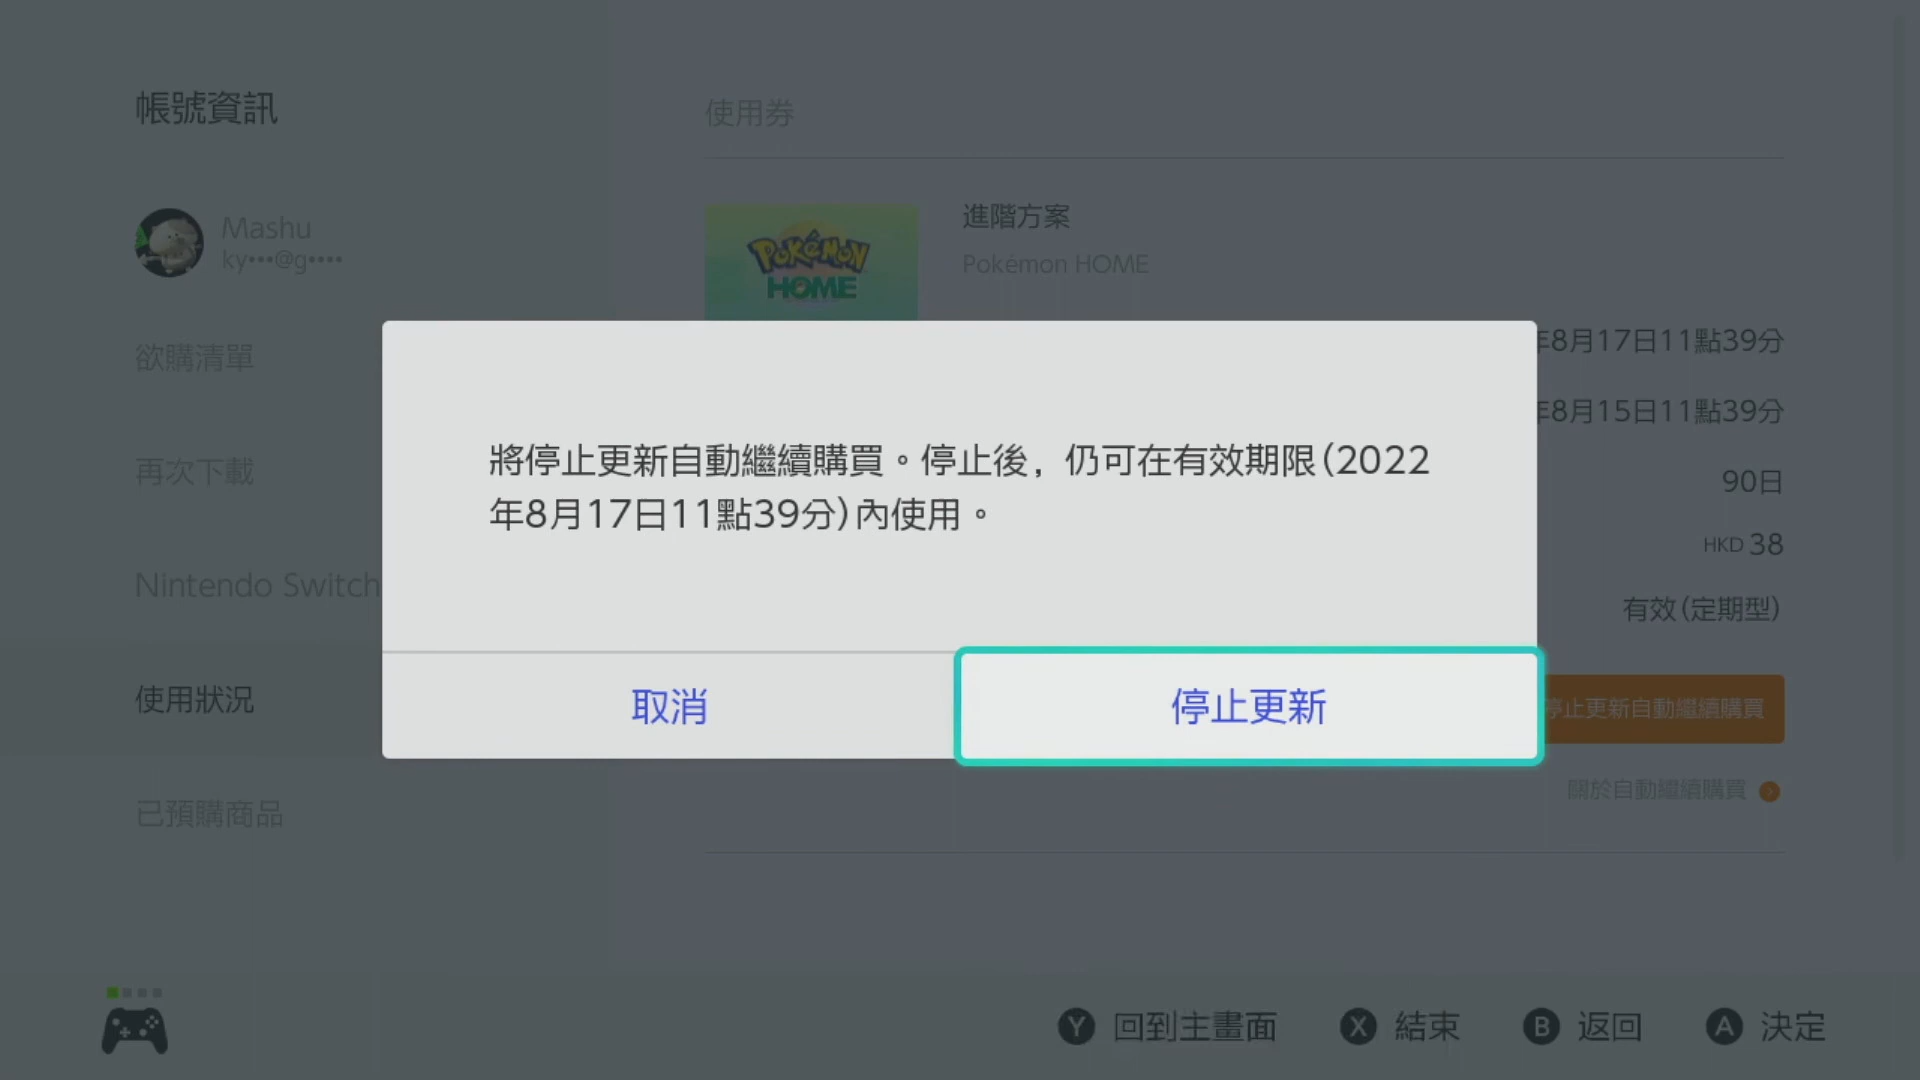 帳號資訊
使用券
Mashu
ky•••@g••••
進階方案
Pokémon HOME
POKéMON
HOME
欲購清單
年8月17日11點39分
年8月15日11點39分
再次下載
90日
將停止更新自動繼續購買。停止後，仍可在有效期限(2022
年8月17日11點39分)內使用。
HKD 38
Nintendo Switch
有效(定期型)
使用狀況
取消
停止更新
停止更新自動繼續購買
關於自動繼續購買
已預購商品
Y 回到主畫面
X 結束
B 返回
A 決定